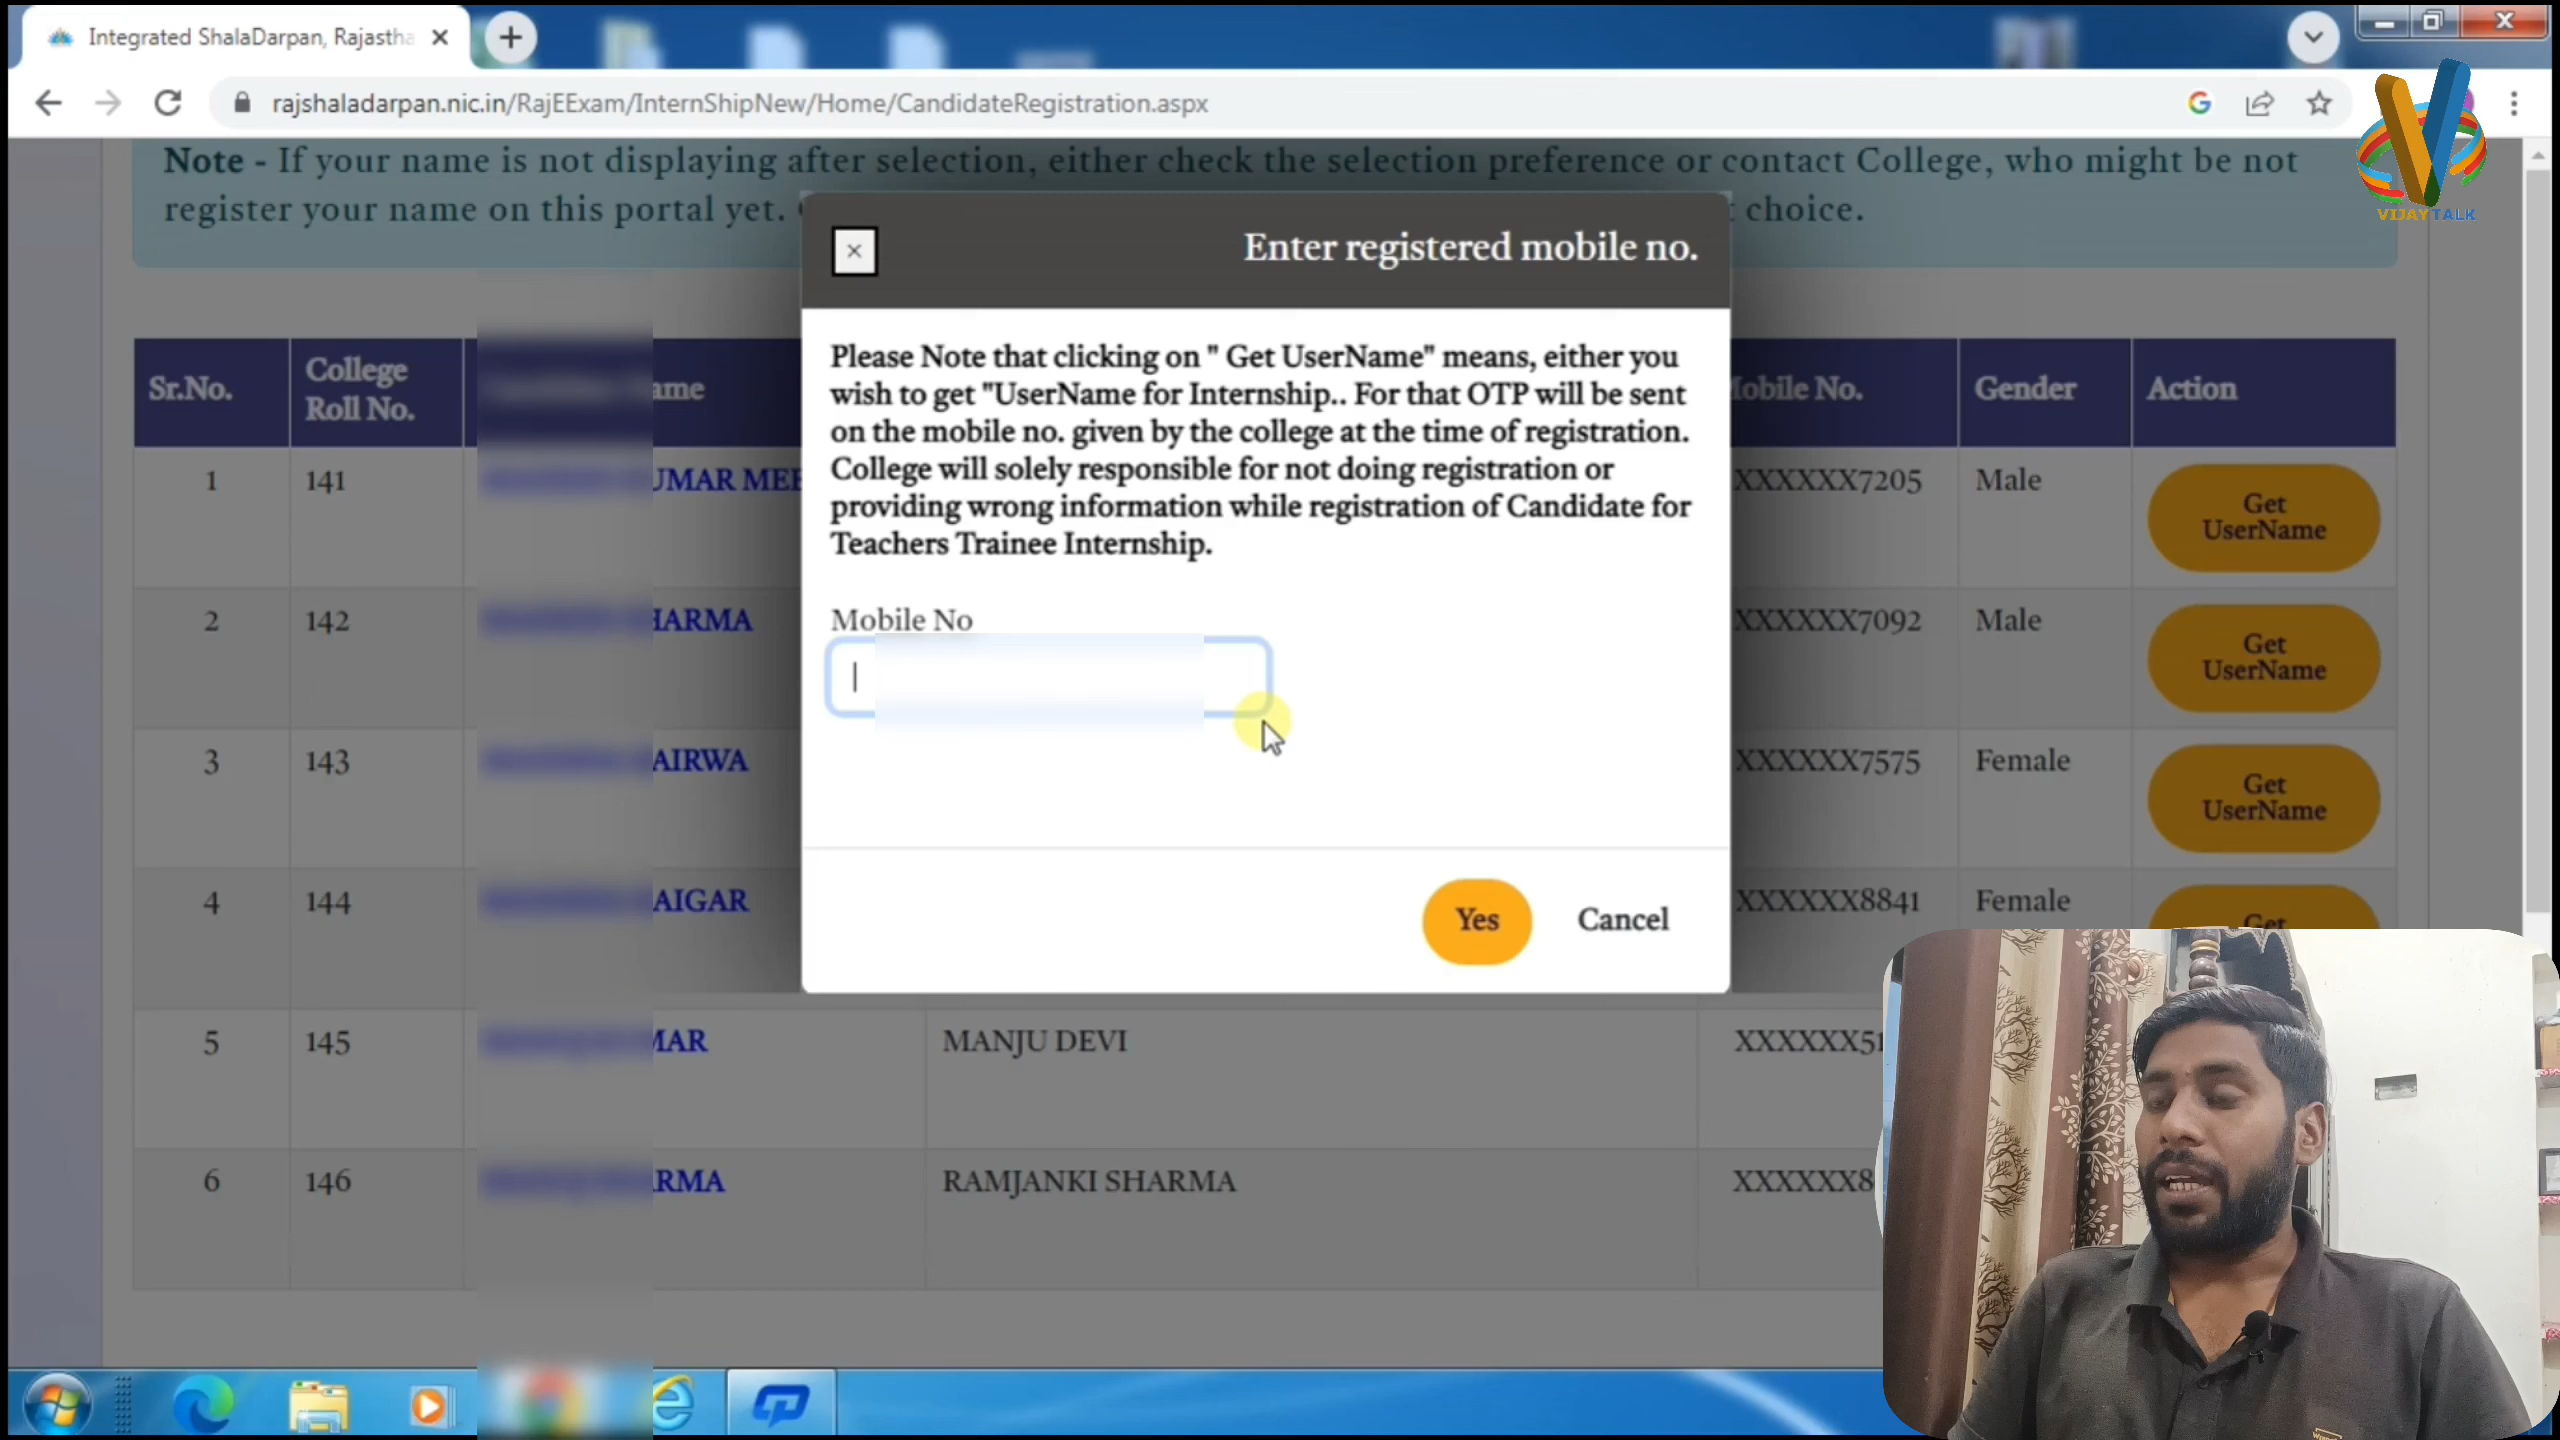 Integrated ShalaDarpan, Rajastha
rajshaladarpan.nic.in/RajEExam/InternShipNew/Home/CandidateRegistration.aspx
VIJAYTALK
Note - If your name is not displaying after selection, either check the selection preference or contact College, who might be not
register your name on this portal yet. choice.
Enter registered mobile no.
Please Note that clicking on " Get UserName" means, either you
wish to get "UserName for Internship.. For that OTP will be sent
on the mobile no. given by the college at the time of registration.
College will solely responsible for not doing registration or
providing wrong information while registration of Candidate for
Teachers Trainee Internship.
Mobile No
Yes Cancel
Sr.No. College Roll No. ame obile No. Gender Action
1 141 UMAR MEE XXXXXX7205 Male Get UserName
2 142 HARMA XXXXXX7092 Male Get UserName
3 143 AIRWA XXXXXX7575 Female Get UserName
4 144 AIGAR XXXXXX8841 Female Get
5 145 MAR MANJU DEVI XXXXXX51
6 146 RMA RAMJANKI SHARMA XXXXXX8